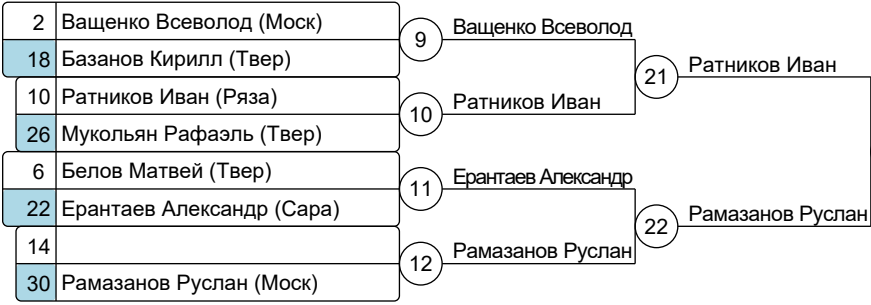 2 Ващенко Всеволод (Моск)
18 Базанов Кирилл (Твер)
9 Ващенко Всеволод
10 Ратников Иван (Ряза)
26 Мукольян Рафаэль (Твер)
10 Ратников Иван
21 Ратников Иван
6 Белов Матвей (Твер)
22 Ерантаев Александр (Сара)
11 Ерантаев Александр
14
30 Рамазанов Руслан (Моск)
12 Рамазанов Руслан
22 Рамазанов Руслан